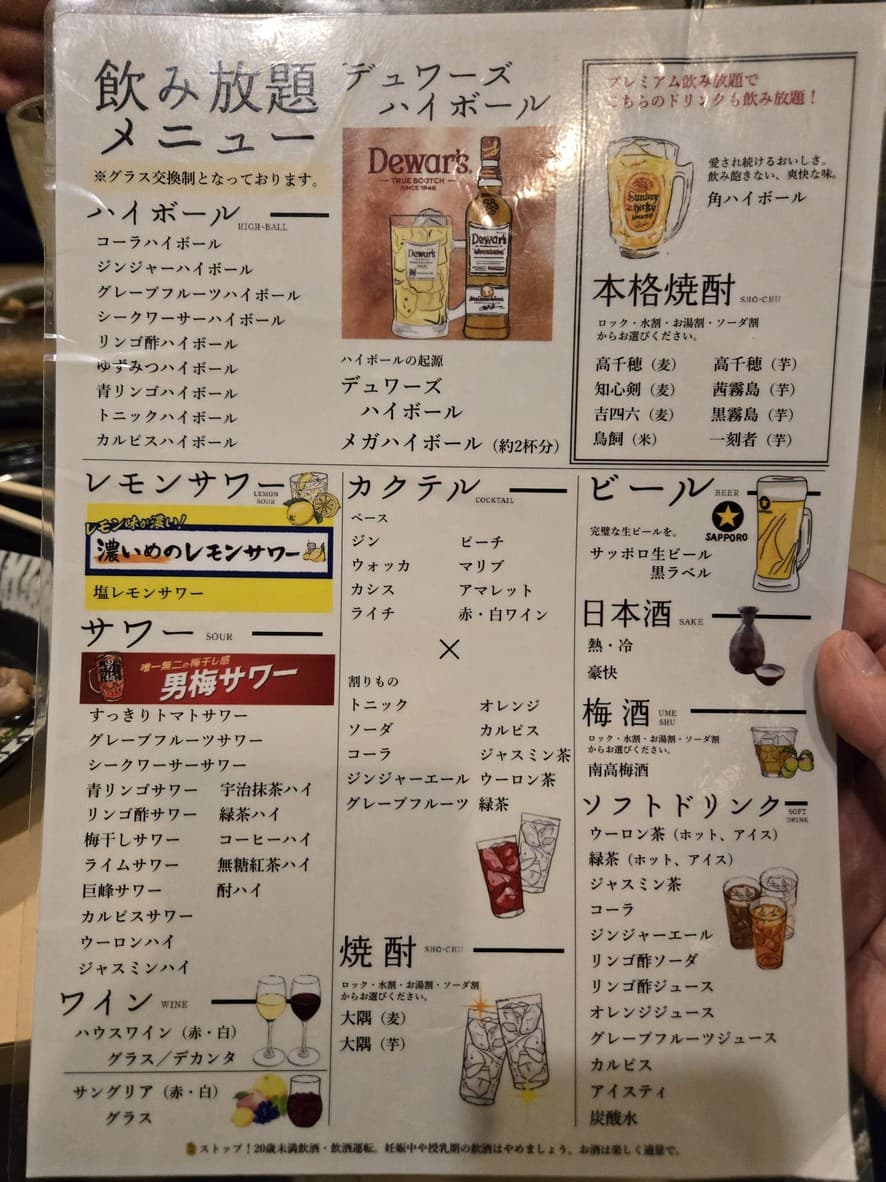 飲み放題
メニュー
※グラス交換制となっております。
ハイボール
HIGH-BALL
コーラハイボール
ジンジャーハイボール
グレープフルーツハイボール
シークワーサーハイボール
リンゴ酢ハイボール
ゆずみつハイボール
青リンゴハイボール
トニックハイボール
カルピスハイボール
デュワーズ
ハイボール
Dewar's
TRUE SCOTCH
SINCE 1846
Dewar's
Dewar's
ハイボールの起源
デュワーズ
ハイボール
メガハイボール（約2杯分）
プレミアム飲み放題で
こちらのドリンクも飲み放題！
Suntory
Whisky
愛され続けるおいしさ。
飲み飽きない、爽快な味。
角ハイボール
本格焼酎 SHO-CHU
ロック・水割・お湯割・ソーダ割
からお選びください。
高千穂（麦） 高千穂（芋）
知心剣（麦） 茜霧島（芋）
吉四六（麦） 黒霧島（芋）
鳥飼（米） 一刻者（芋）
レモンサワー
LEMON
SOUR
レモン味が濃い！
濃いめのレモンサワー
塩レモンサワー
サワー SOUR
唯一無二の梅干し感
男梅サワー
すっきりトマトサワー
グレープフルーツサワー
シークワーサーサワー
青リンゴサワー 宇治抹茶ハイ
リンゴ酢サワー 緑茶ハイ
梅干しサワー コーヒーハイ
ライムサワー 無糖紅茶ハイ
巨峰サワー 酎ハイ
カルピスサワー
ウーロンハイ
ジャスミンハイ
ワイン WINE
ハウスワイン（赤・白）
グラス／デカンタ
サングリア（赤・白）
グラス
カクテル
COCKTAIL
ベース
ジン ピーチ
ウォッカ マリブ
カシス アマレット
ライチ 赤・白ワイン
×
割りもの
トニック オレンジ
ソーダ カルピス
コーラ ジャスミン茶
ジンジャーエール ウーロン茶
グレープフルーツ 緑茶
焼酎 SHO-CHU
ロック・水割・お湯割・ソーダ割
からお選びください。
大隅（麦）
大隅（芋）
ビール BEER
SAPPORO
完璧な生ビールを。
サッポロ生ビール
黒ラベル
日本酒 SAKE
熱・冷
豪快
梅酒
UME
SHU
ロック・水割・お湯割・ソーダ割
からお選びください。
南高梅酒
ソフトドリンク
SOFT
DRINK
ウーロン茶（ホット、アイス）
緑茶（ホット、アイス）
ジャスミン茶
コーラ
ジンジャーエール
リンゴ酢ソーダ
リンゴ酢ジュース
オレンジジュース
グレープフルーツジュース
カルピス
アイスティ
炭酸水
ストップ！20歳未満飲酒・飲酒運転。妊娠中や授乳期の飲酒はやめましょう。お酒は楽しく適量で。